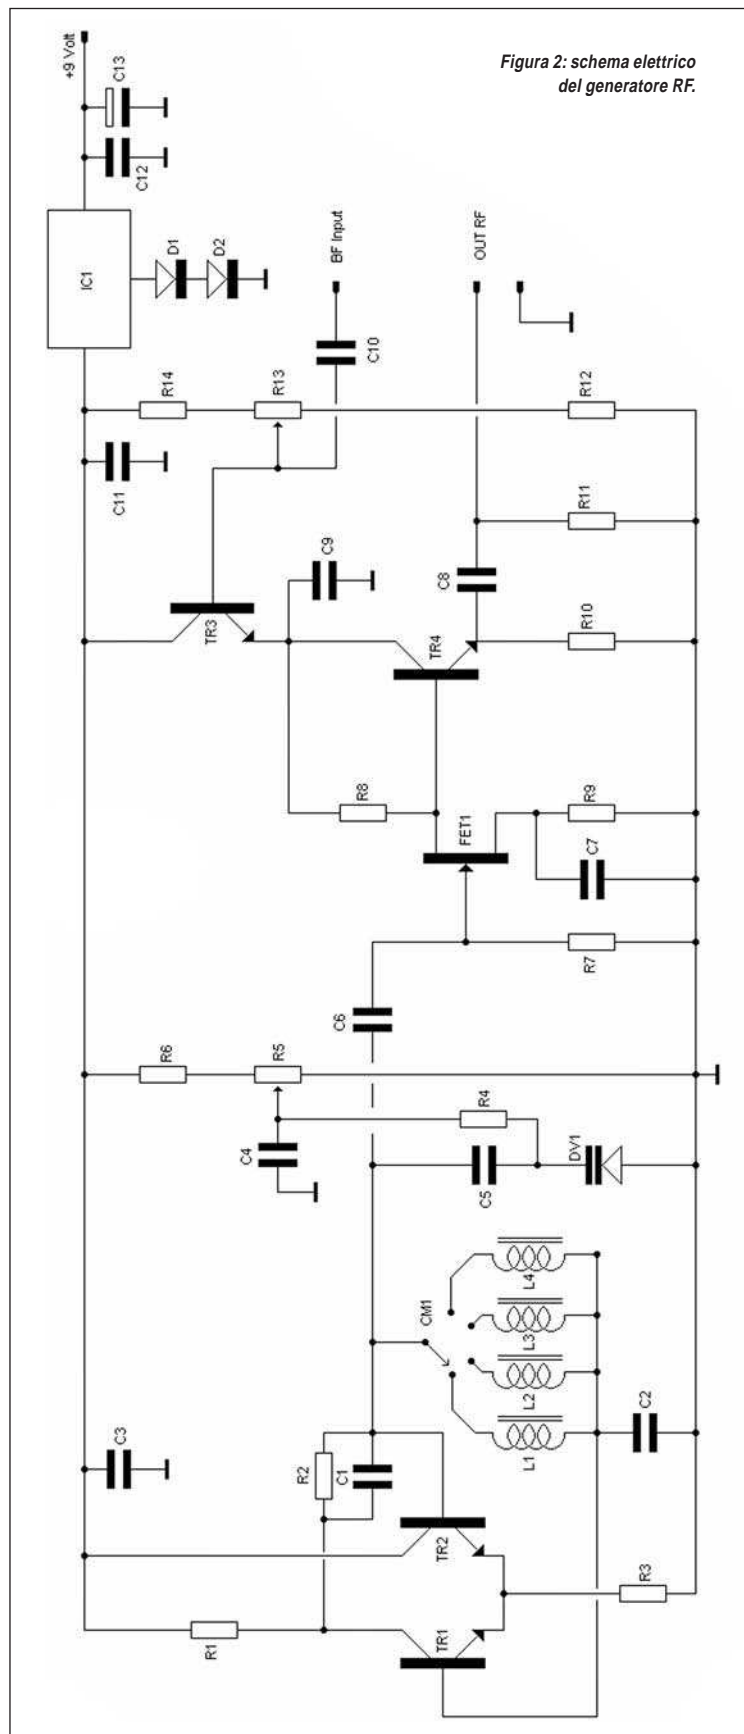 Figura 2: schema elettrico
del generatore RF.
+9 Volt
C13
C12
IC1
D1
D2
BF Input
OUT RF
C10
R14
R13
R12
C11
R11
C9
C8
TR3
TR4
R10
R8
FET1
R9
C7
R7
C6
R6
R5
R4
C4
C5
DV1
CM1
L4
L3
L2
L1
C2
C3
R2
C1
TR2
R3
R1
TR1